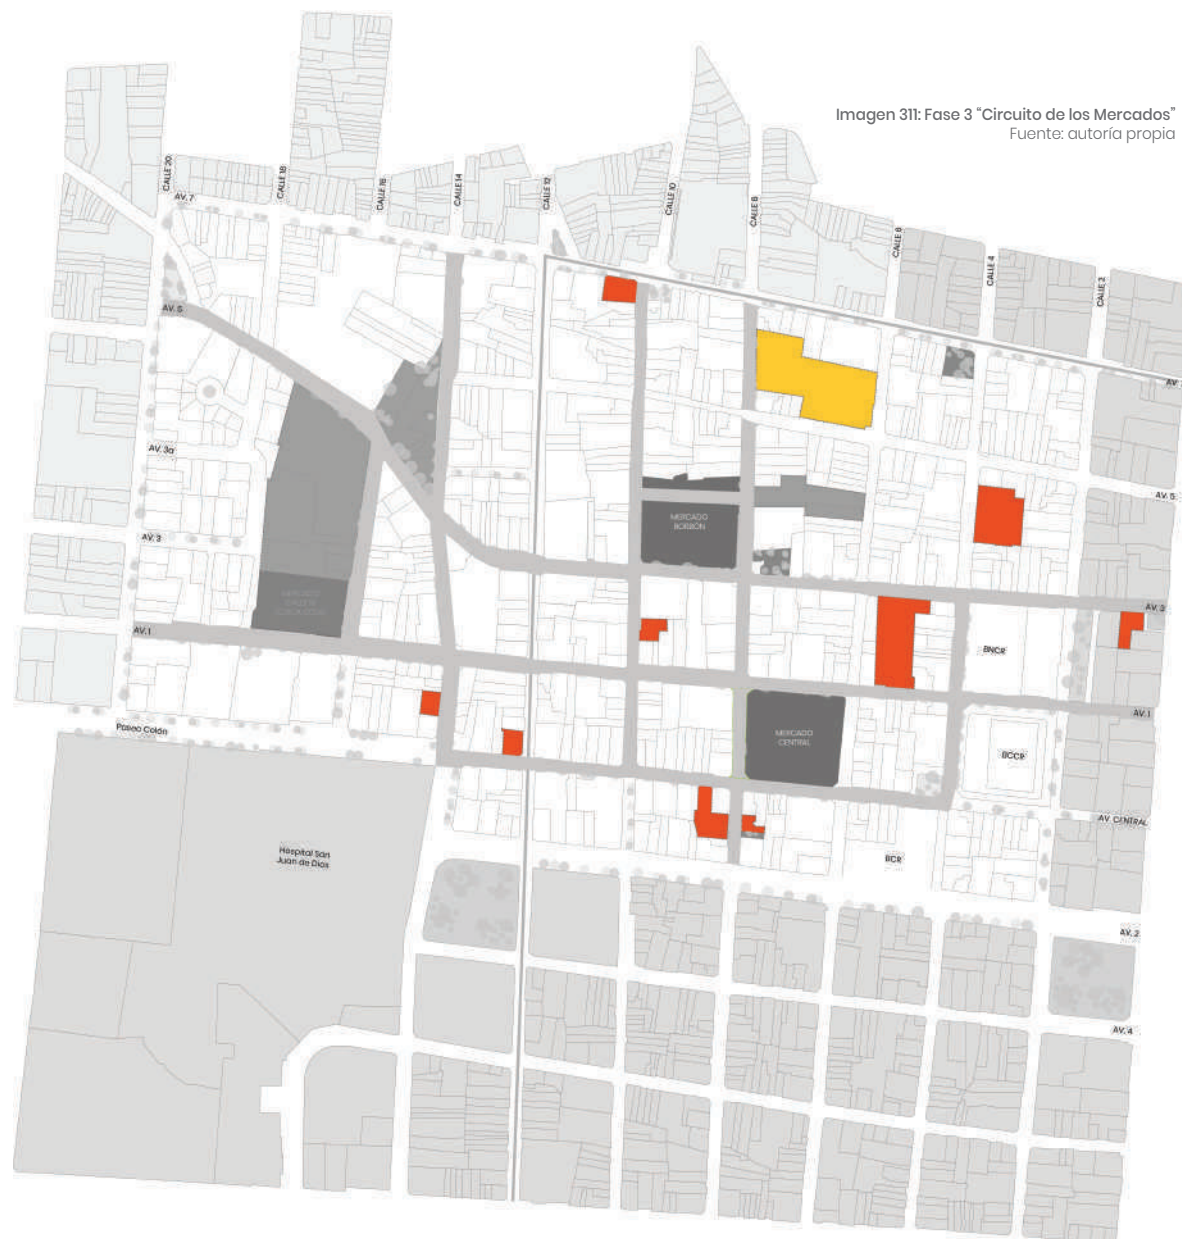 Imagen 311: Fase 3 "Circuito de los Mercados"
Fuente: autoría propia
CALLE 20
CALLE 18
CALLE 16
CALLE 14
CALLE 12
CALLE 10
CALLE 8
CALLE 6
CALLE 4
CALLE 2
AV. 7
AV. 5
AV. 3a
AV. 3
AV. 1
AV.
AV. 5
AV. 3
AV. 1
AV. CENTRAL
AV. 2
AV. 4
MERCADO
BORBÓN
BNCR
MERCADO
CENTRAL
BCCR
BCR
Paseo Colón
Hospital San
Juan de Dios